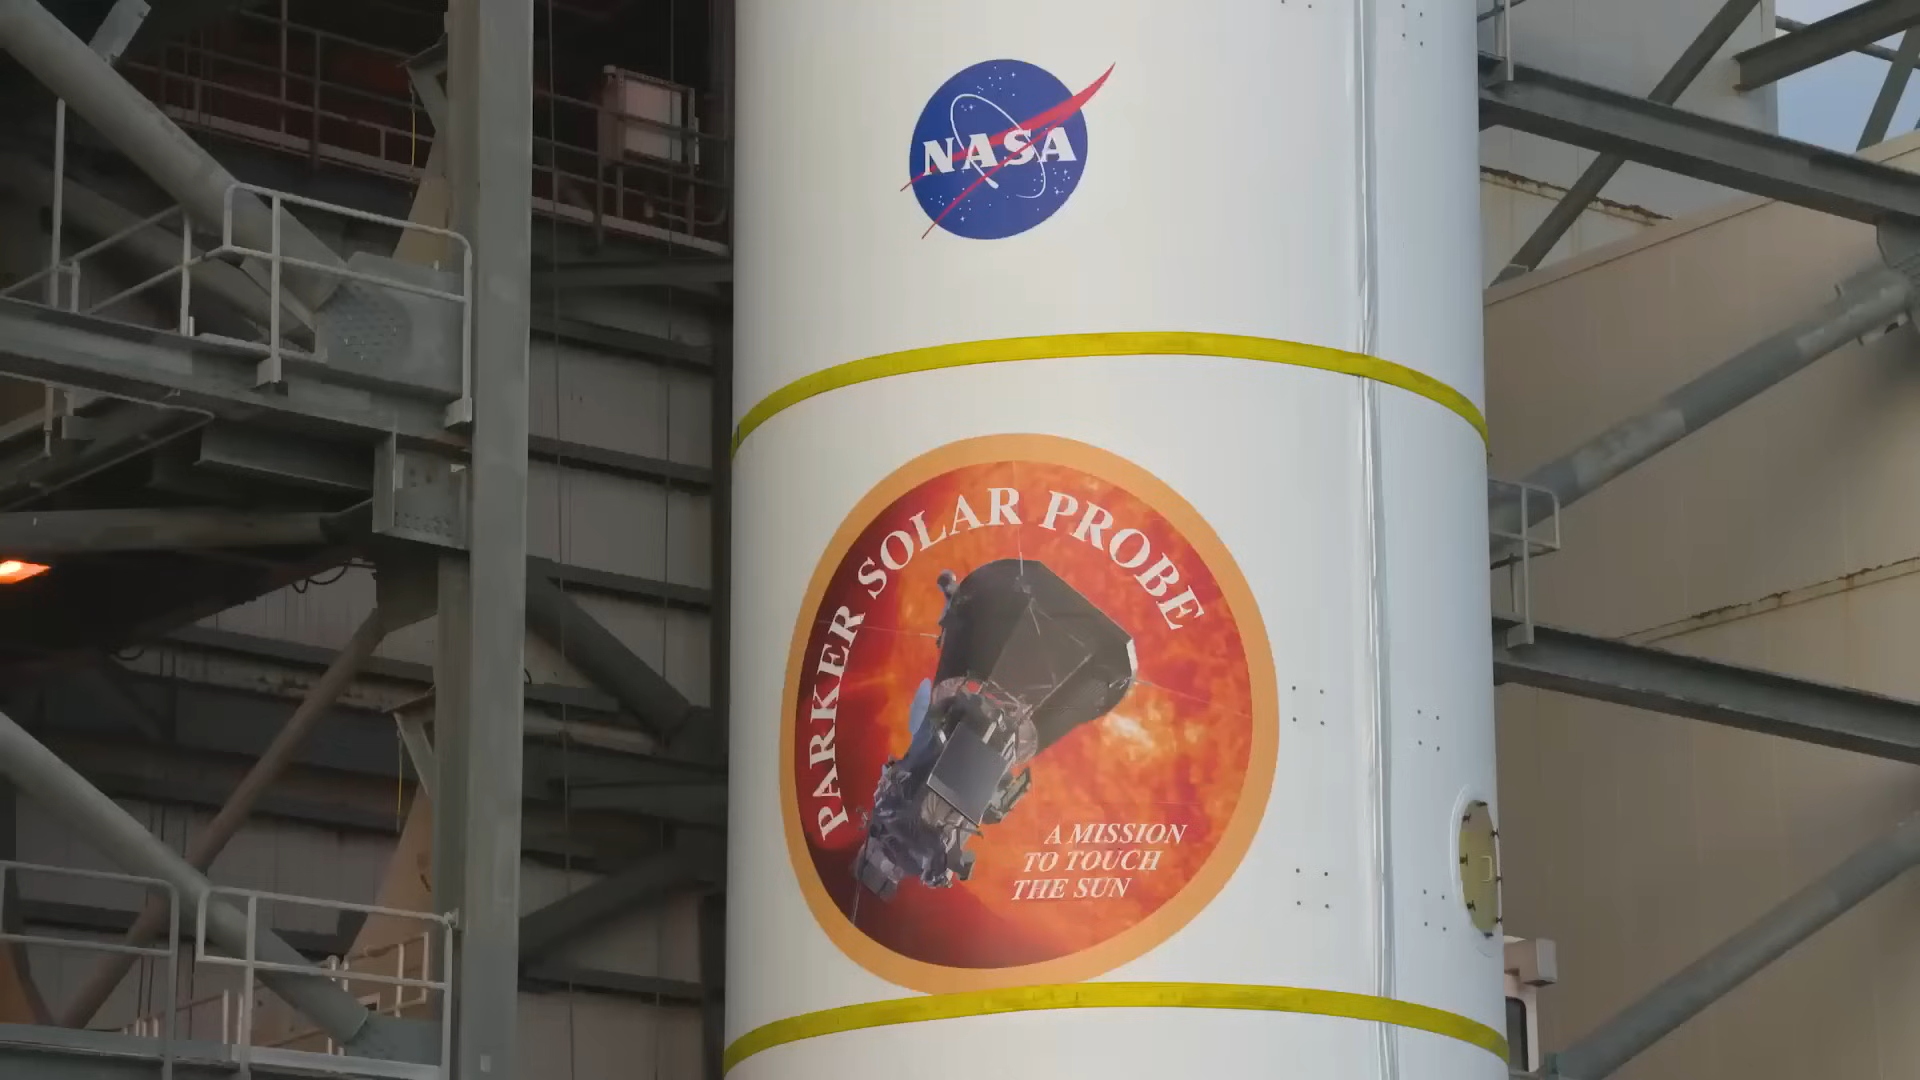 NASA
PARKER SOLAR PROBE
A MISSION
TO TOUCH
THE SUN